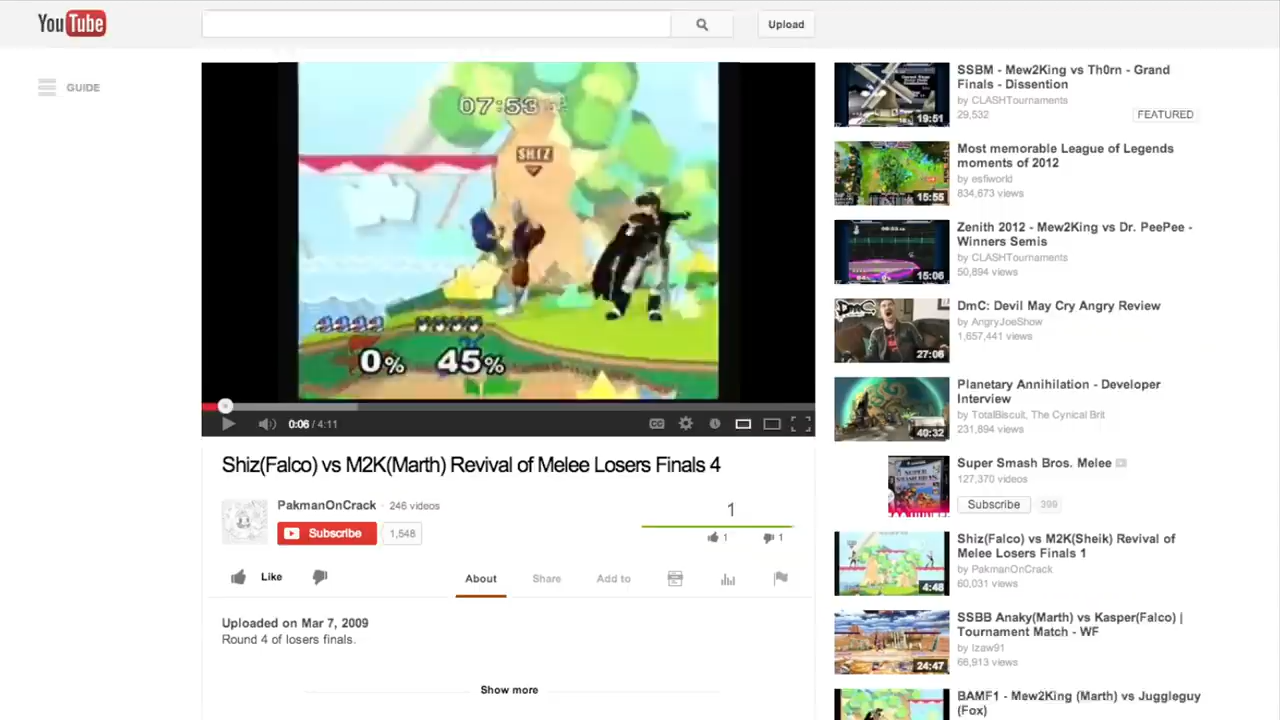 YouTube
Upload
GUIDE
07:53
SHIZ
0% 45%
0:06 / 4:11
CC
Shiz(Falco) vs M2K(Marth) Revival of Melee Losers Finals 4
PakmanOnCrack · 246 videos
Subscribe 1,548
1
1 1
Like
About Share Add to
Uploaded on Mar 7, 2009
Round 4 of losers finals.
Show more
19:51
SSBM - Mew2King vs Th0rn - Grand
Finals - Dissention
by CLASHTournaments
29,532
FEATURED
15:55
Most memorable League of Legends
moments of 2012
by esfiworld
834,673 views
15:06
Zenith 2012 - Mew2King vs Dr. PeePee -
Winners Semis
by CLASHTournaments
50,894 views
DmC
27:06
DmC: Devil May Cry Angry Review
by AngryJoeShow
1,657,441 views
40:32
Planetary Annihilation - Developer
Interview
by TotalBiscuit, The Cynical Brit
231,894 views
Super Smash Bros. Melee
127,370 videos
Subscribe 399
4:48
Shiz(Falco) vs M2K(Sheik) Revival of
Melee Losers Finals 1
by PakmanOnCrack
60,031 views
24:47
SSBB Anaky(Marth) vs Kasper(Falco) |
Tournament Match - WF
by Izaw91
66,913 views
BAMF1 - Mew2King (Marth) vs Juggleguy
(Fox)